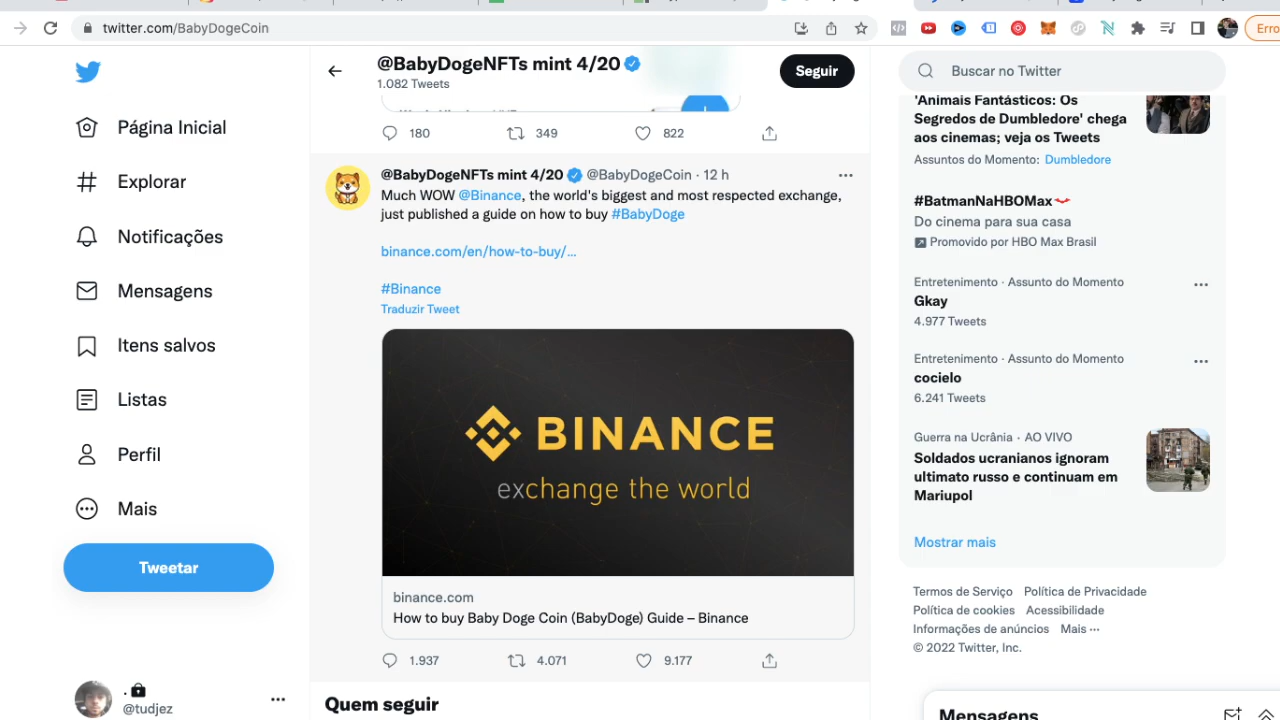 twitter.com/BabyDogeCoin
Erro
Página Inicial
Explorar
Notificações
Mensagens
Itens salvos
Listas
Perfil
Mais
Tweetar
.
@tudjez
@BabyDogeNFTs mint 4/20
1.082 Tweets
Seguir
180 349 822
@BabyDogeNFTs mint 4/20 @BabyDogeCoin · 12 h
Much WOW @Binance, the world's biggest and most respected exchange,
just published a guide on how to buy #BabyDoge
binance.com/en/how-to-buy/...
#Binance
Traduzir Tweet
BINANCE
exchange the world
binance.com
How to buy Baby Doge Coin (BabyDoge) Guide – Binance
1.937 4.071 9.177
Quem seguir
Buscar no Twitter
'Animais Fantásticos: Os
Segredos de Dumbledore' chega
aos cinemas; veja os Tweets
Assuntos do Momento: Dumbledore
#BatmanNaHBOMax
Do cinema para sua casa
Promovido por HBO Max Brasil
Entretenimento · Assunto do Momento
Gkay
4.977 Tweets
Entretenimento · Assunto do Momento
cocielo
6.241 Tweets
Guerra na Ucrânia · AO VIVO
Soldados ucranianos ignoram
ultimato russo e continuam em
Mariupol
Mostrar mais
Termos de Serviço Política de Privacidade
Política de cookies Acessibilidade
Informações de anúncios Mais ···
© 2022 Twitter, Inc.
Mensagens